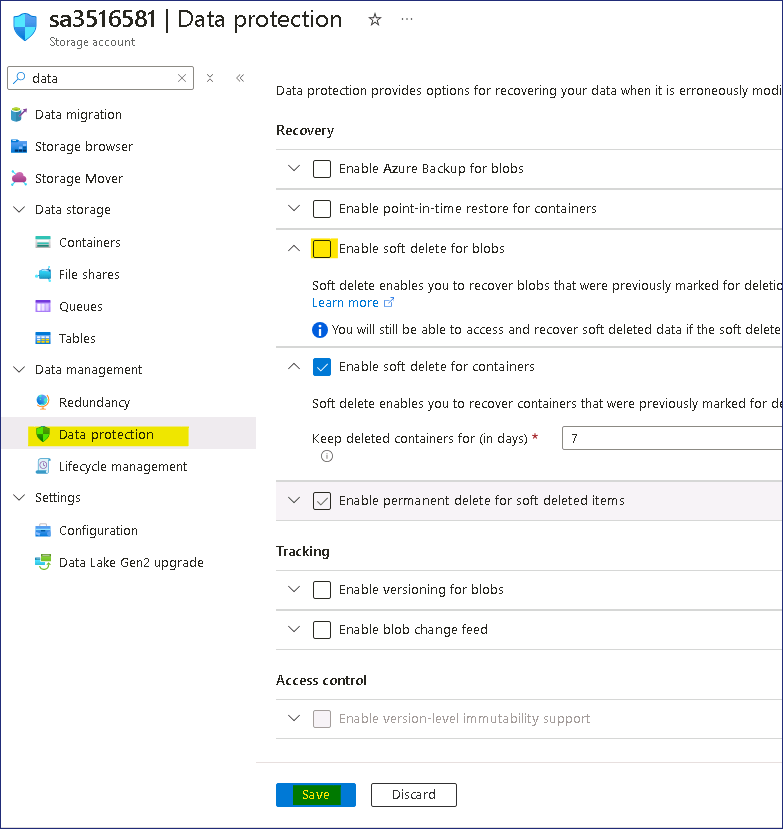 sa3516581 | Data protection
Storage account
data
Data migration
Storage browser
Storage Mover
Data storage
Containers
File shares
Queues
Tables
Data management
Redundancy
Data protection
Lifecycle management
Settings
Configuration
Data Lake Gen2 upgrade
Data protection provides options for recovering your data when it is erroneously modi
Recovery
Enable Azure Backup for blobs
Enable point-in-time restore for containers
Enable soft delete for blobs
Soft delete enables you to recover blobs that were previously marked for deletio
Learn more
You will still be able to access and recover soft deleted data if the soft delete
Enable soft delete for containers
Soft delete enables you to recover containers that were previously marked for de
Keep deleted containers for (in days) *
7
Enable permanent delete for soft deleted items
Tracking
Enable versioning for blobs
Enable blob change feed
Access control
Enable version-level immutability support
Save
Discard